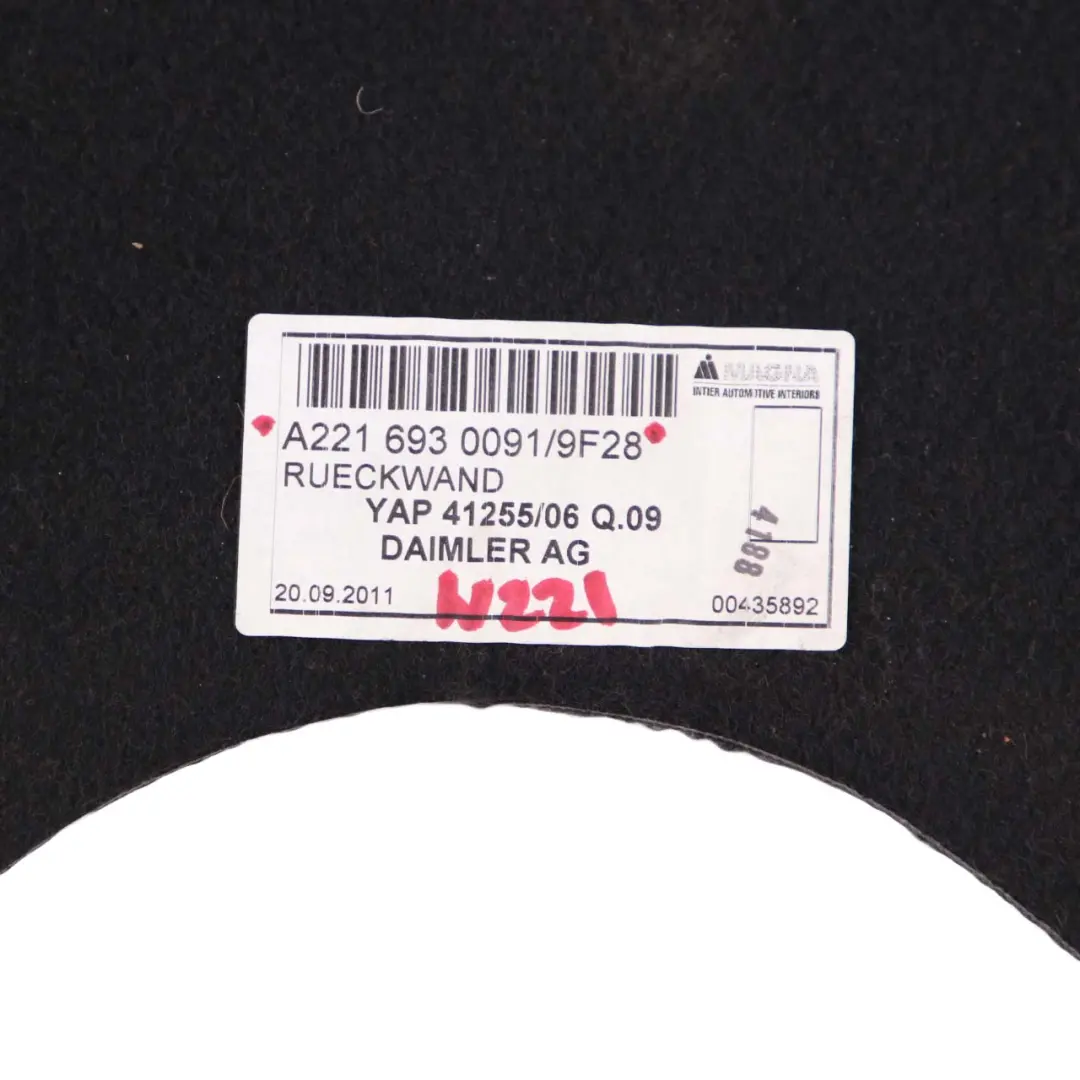 MAGNA
INTIER AUTOMOTIVE INTERIORS
A221 693 0091/9F28
RUECKWAND
YAP 41255/06 Q.09
DAIMLER AG
4188
20.09.2011
W221
00435892